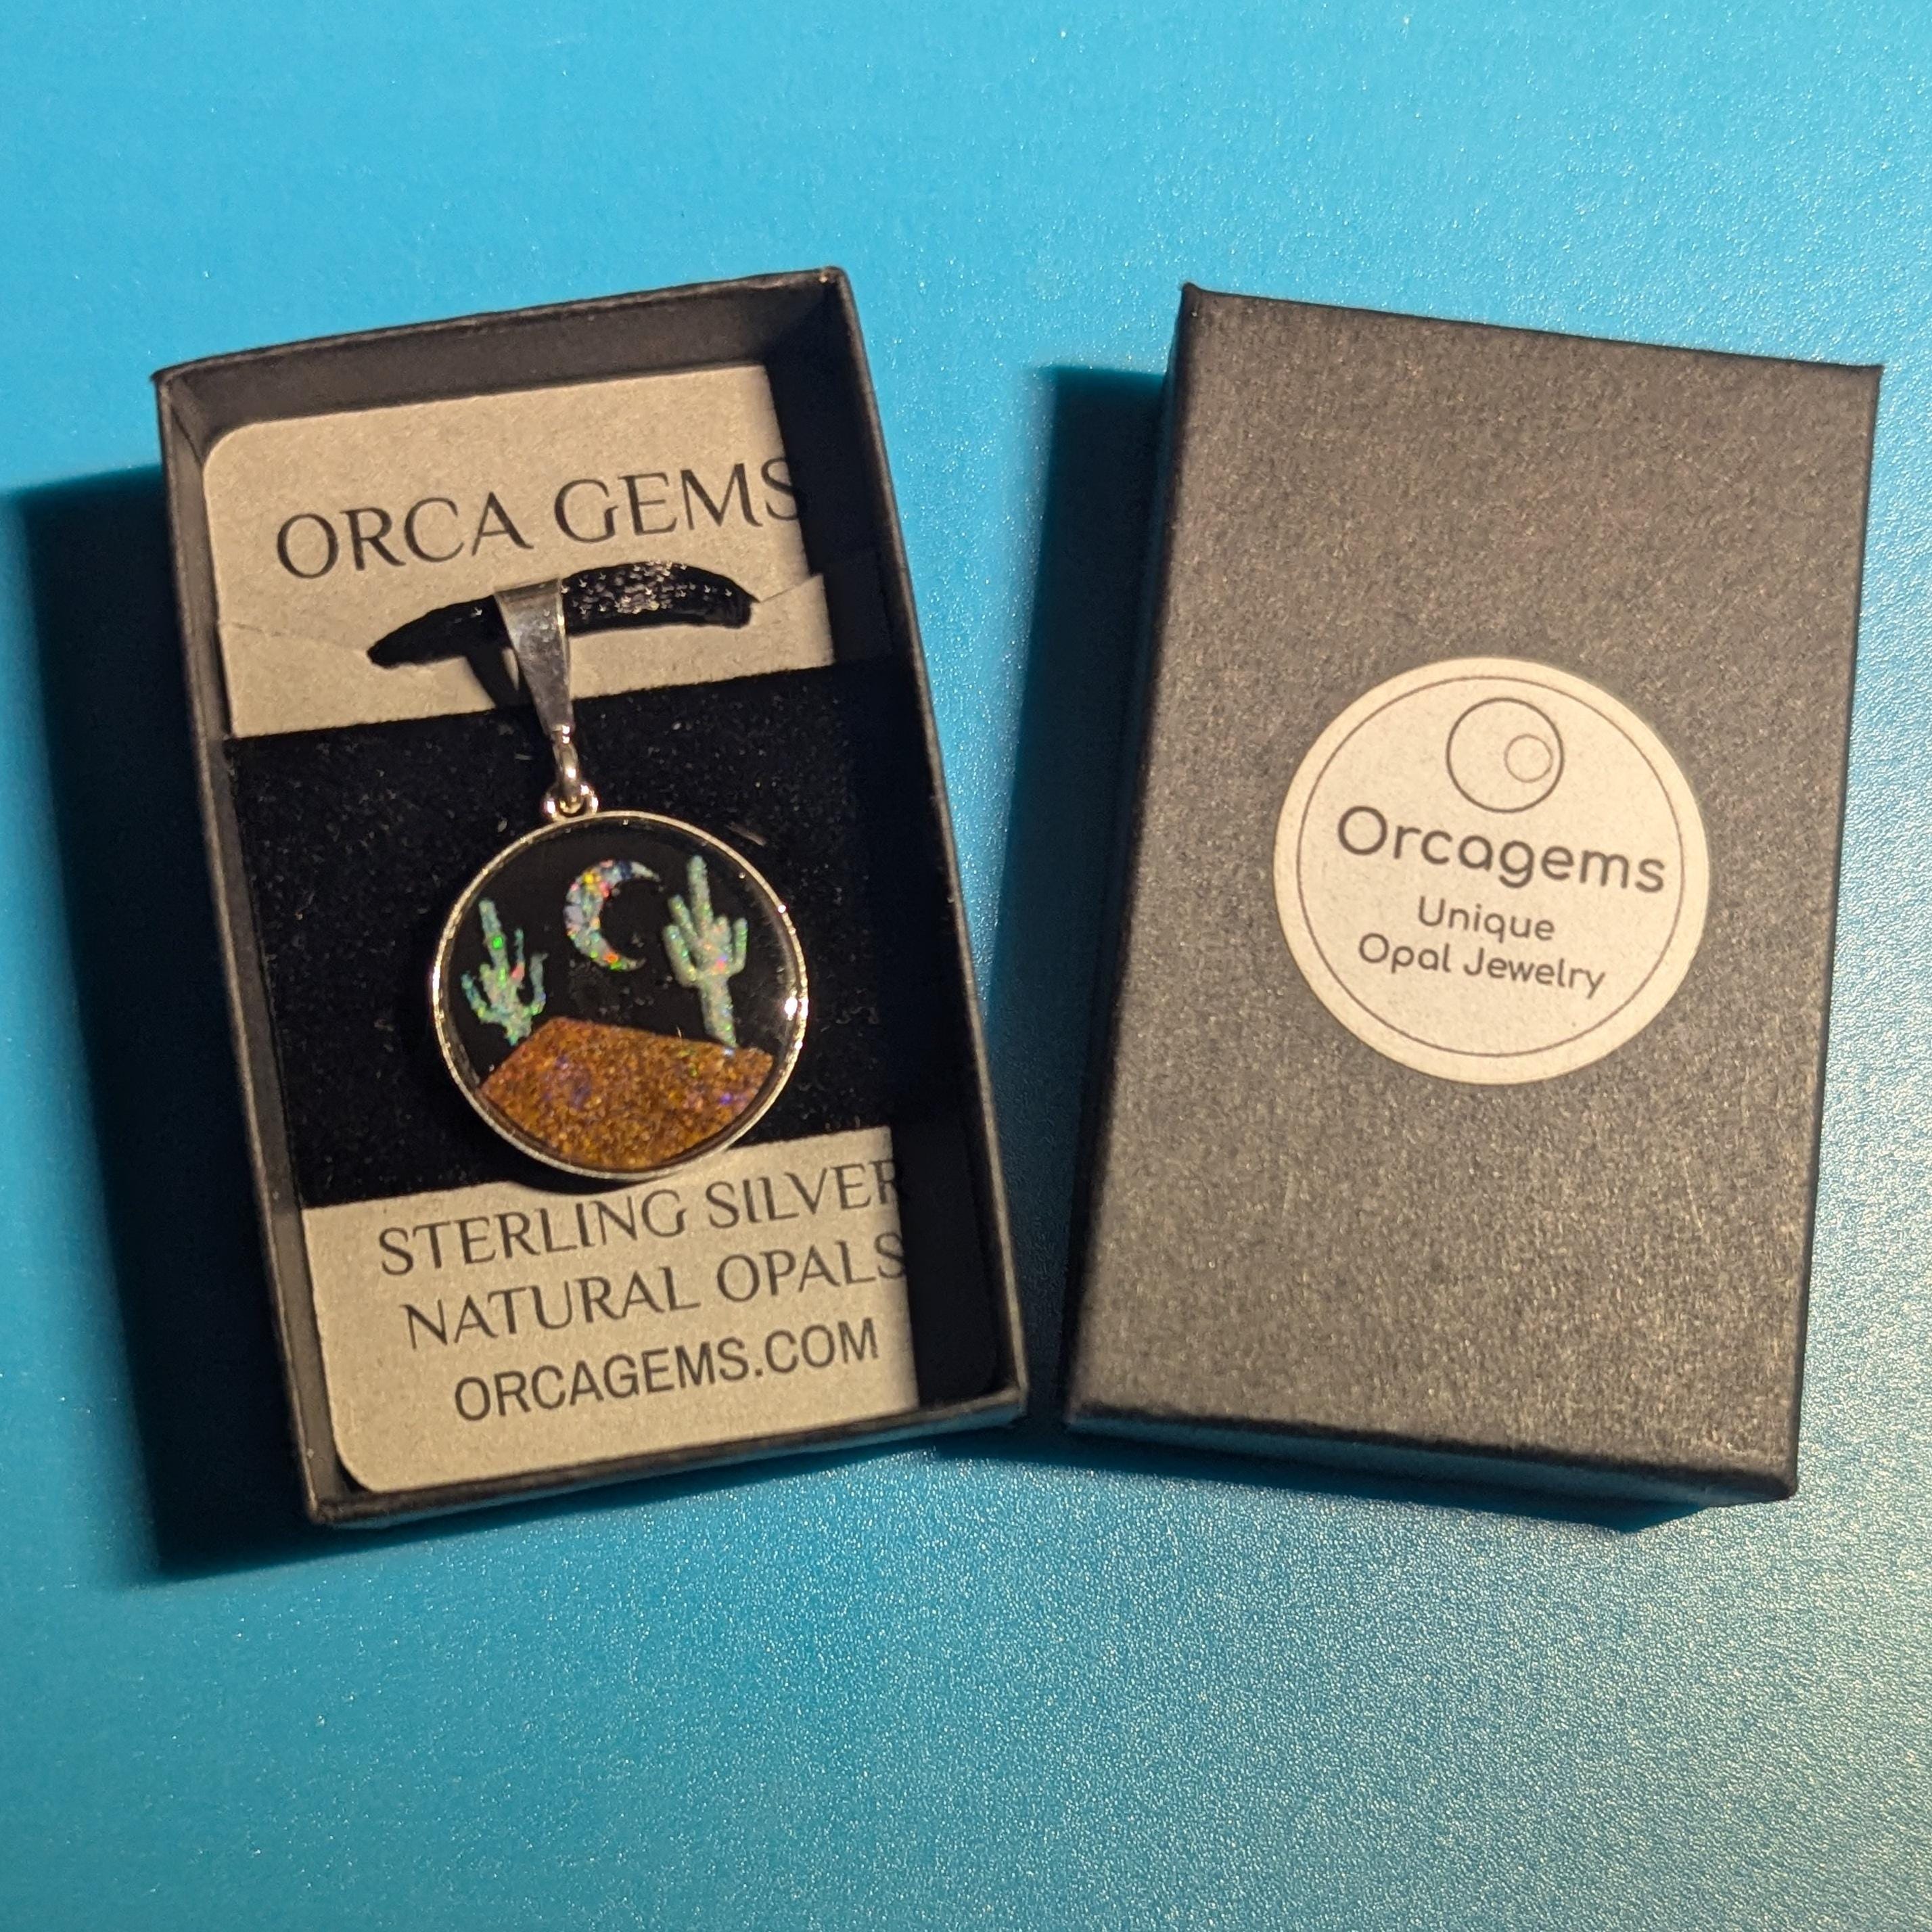 ORCA GEMS
STERLING SILVER
NATURAL OPALS
ORCAGEMS.COM
Orcagems
Unique
Opal Jewelry